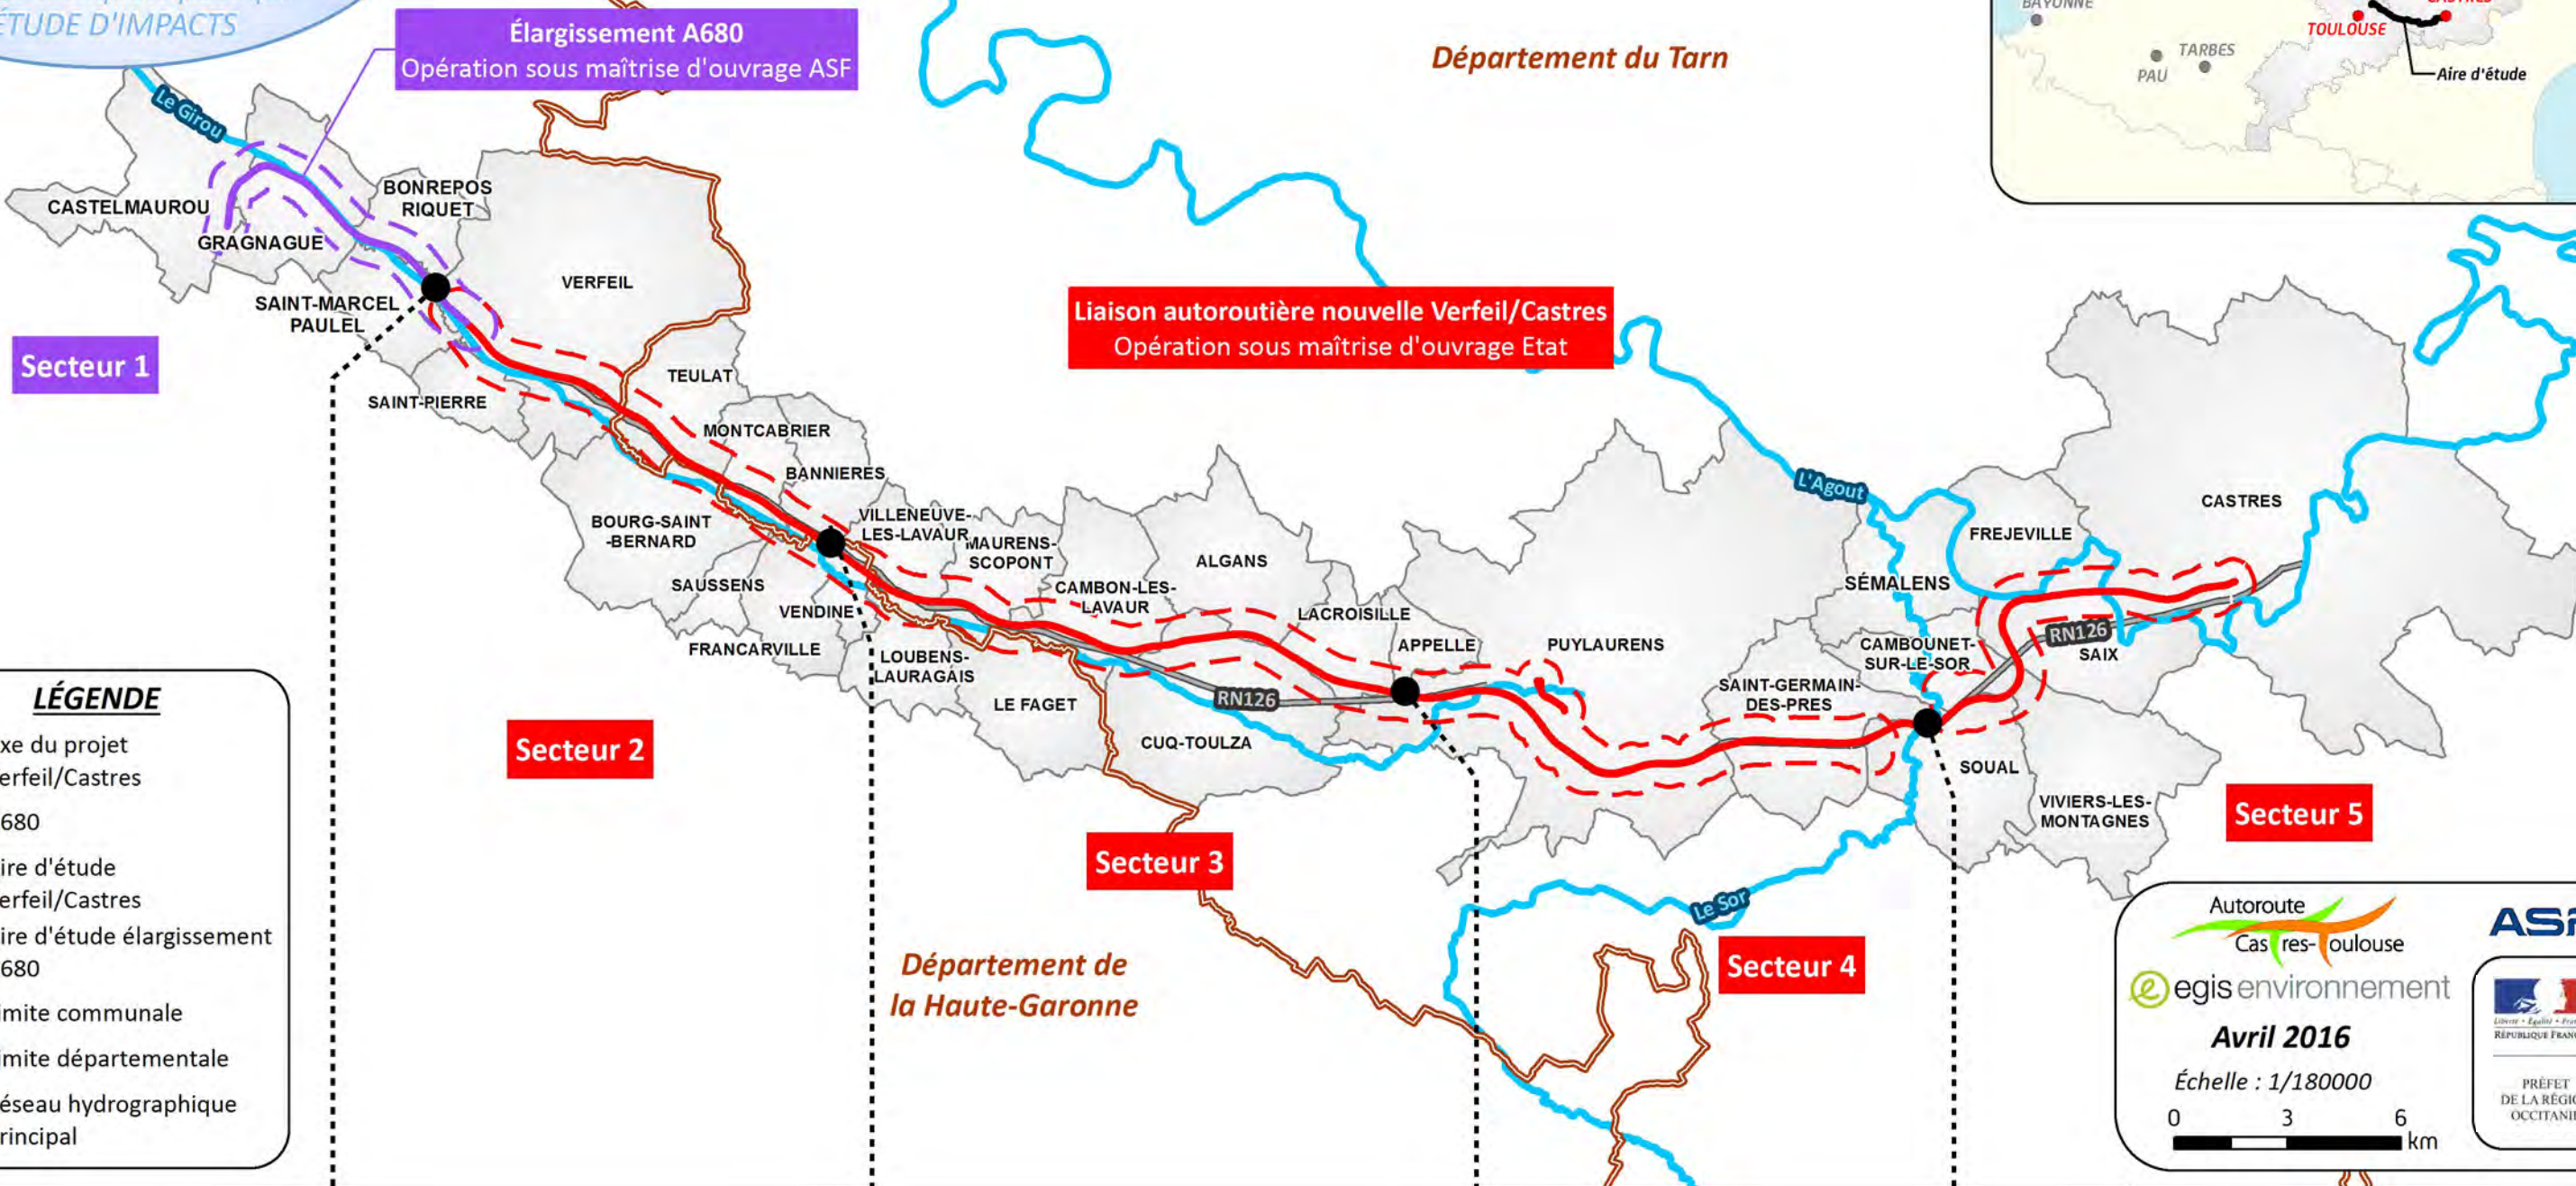 ÉTUDE D'IMPACTS
Élargissement A680
Opération sous maîtrise d'ouvrage ASF
Département du Tarn
BAYONNE
TOULOUSE
CASTRES
TARBES
PAU
Aire d'étude
Le Girou
CASTELMAUROU
BONREPOS
RIQUET
GRAGNAGUE
VERFEIL
SAINT-MARCEL
PAULEL
Secteur 1
SAINT-PIERRE
TEULAT
Liaison autoroutière nouvelle Verfeil/Castres
Opération sous maîtrise d'ouvrage Etat
MONTCABRIER
BANNIERES
BOURG-SAINT
-BERNARD
VILLENEUVE-
LES-LAVAUR
MAURENS-
SCOPONT
SAUSSENS
VENDINE
FRANCARVILLE
CAMBON-LES-
LAVAUR
ALGANS
LACROISILLE
APPELLE
PUYLAURENS
LOUBENS-
LAURAGAIS
LE FAGET
RN126
CUQ-TOULZA
L'Agout
FREJEVILLE
CASTRES
SÉMALENS
CAMBOUNET-
SUR-LE-SOR
RN126
SAIX
SAINT-GERMAIN-
DES-PRES
SOUAL
VIVIERS-LES-
MONTAGNES
Secteur 2
Secteur 3
Secteur 5
Le Sor
Secteur 4
Département de
la Haute-Garonne
LÉGENDE
xe du projet
erfeil/Castres
680
ire d'étude
erfeil/Castres
ire d'étude élargissement
680
imite communale
imite départementale
éseau hydrographique
rincipal
Autoroute
Castres-Toulouse
egis environnement
Avril 2016
Échelle : 1/180000
0 3 6
km
ASF
PRÉFET
DE LA RÉGIO
OCCITANIE